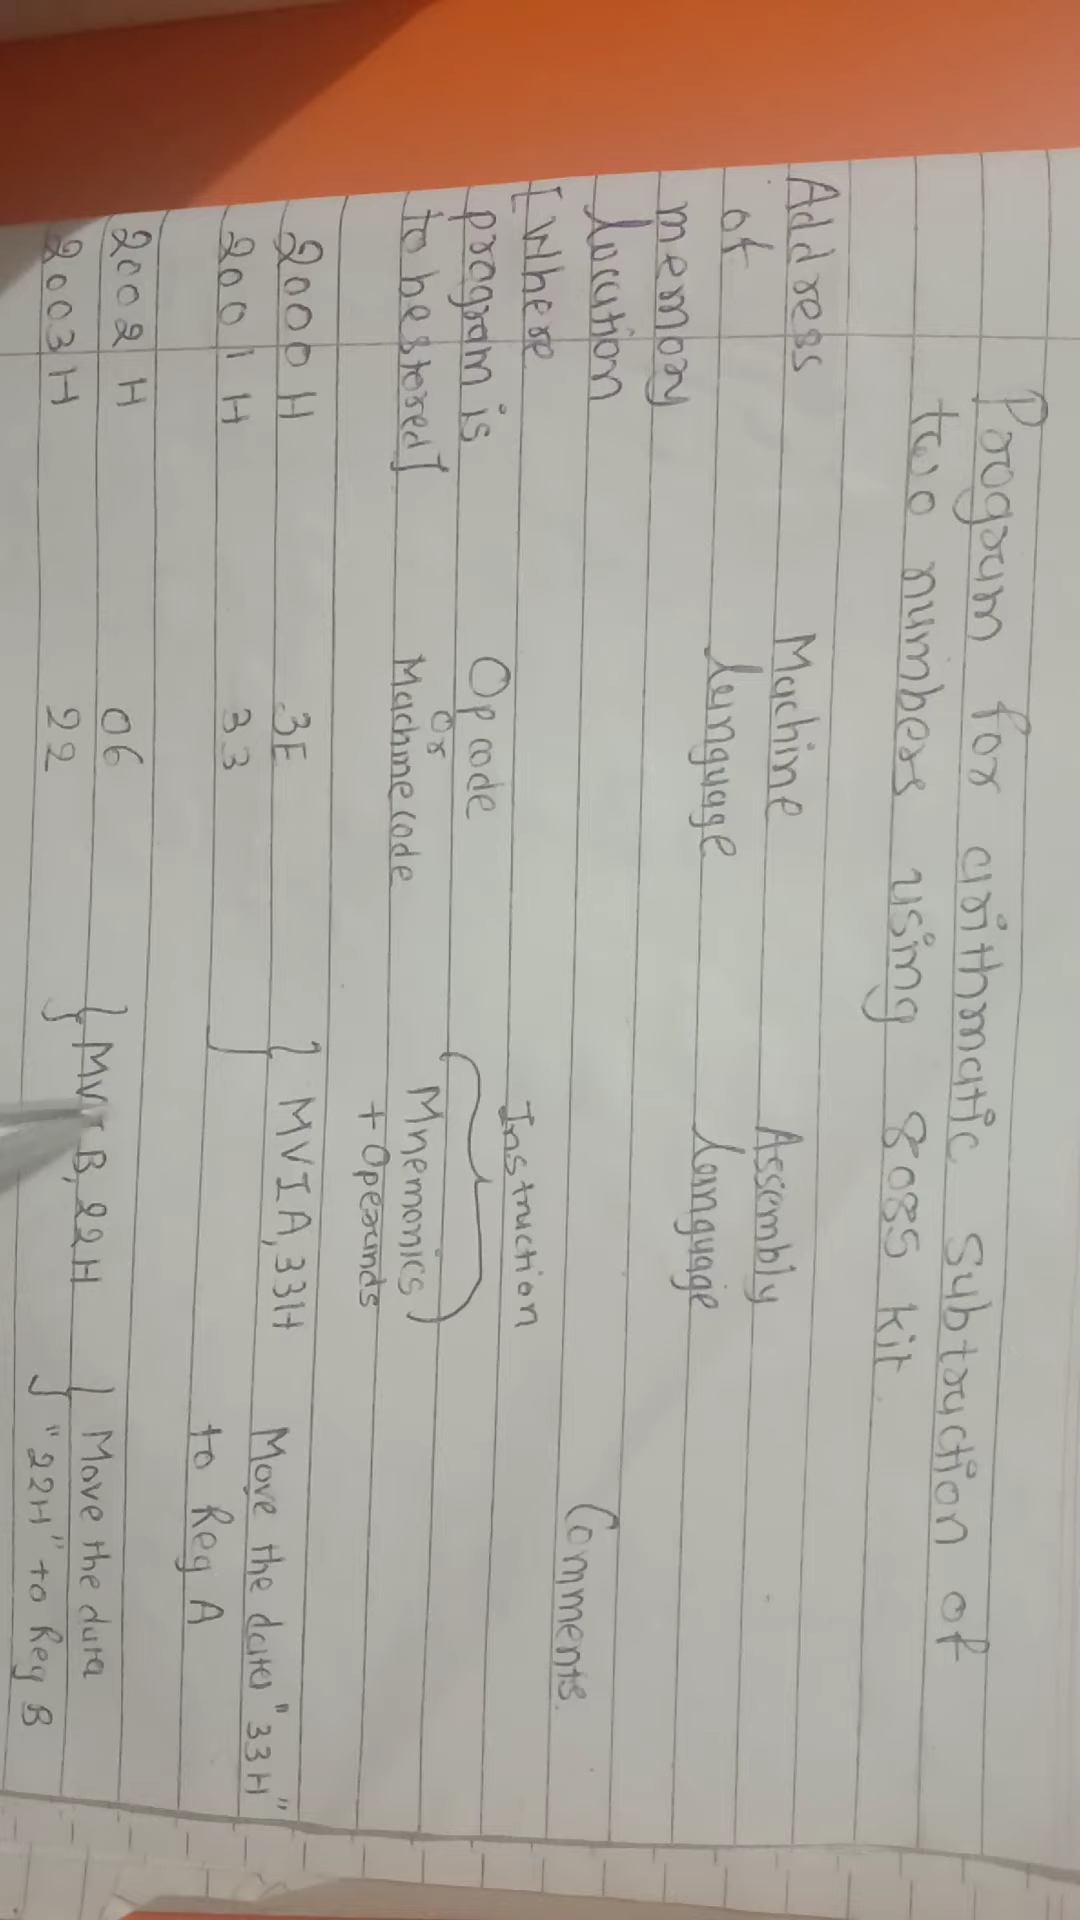 Program for arithmatic Subtraction of
two numbers using 8085 kit.
Address Machine Assembly
of language language
memory
location Comments.
[Where Instruction
program is Opcode
to be stored] or Machine code Mnemonics
+ Operands
2000 H 3E MVI A, 33H Move the data "33H"
2001 H 33 to Reg A
2002 H 06 MVI B, 22H Move the data
2003 H 22 "22H" to Reg B